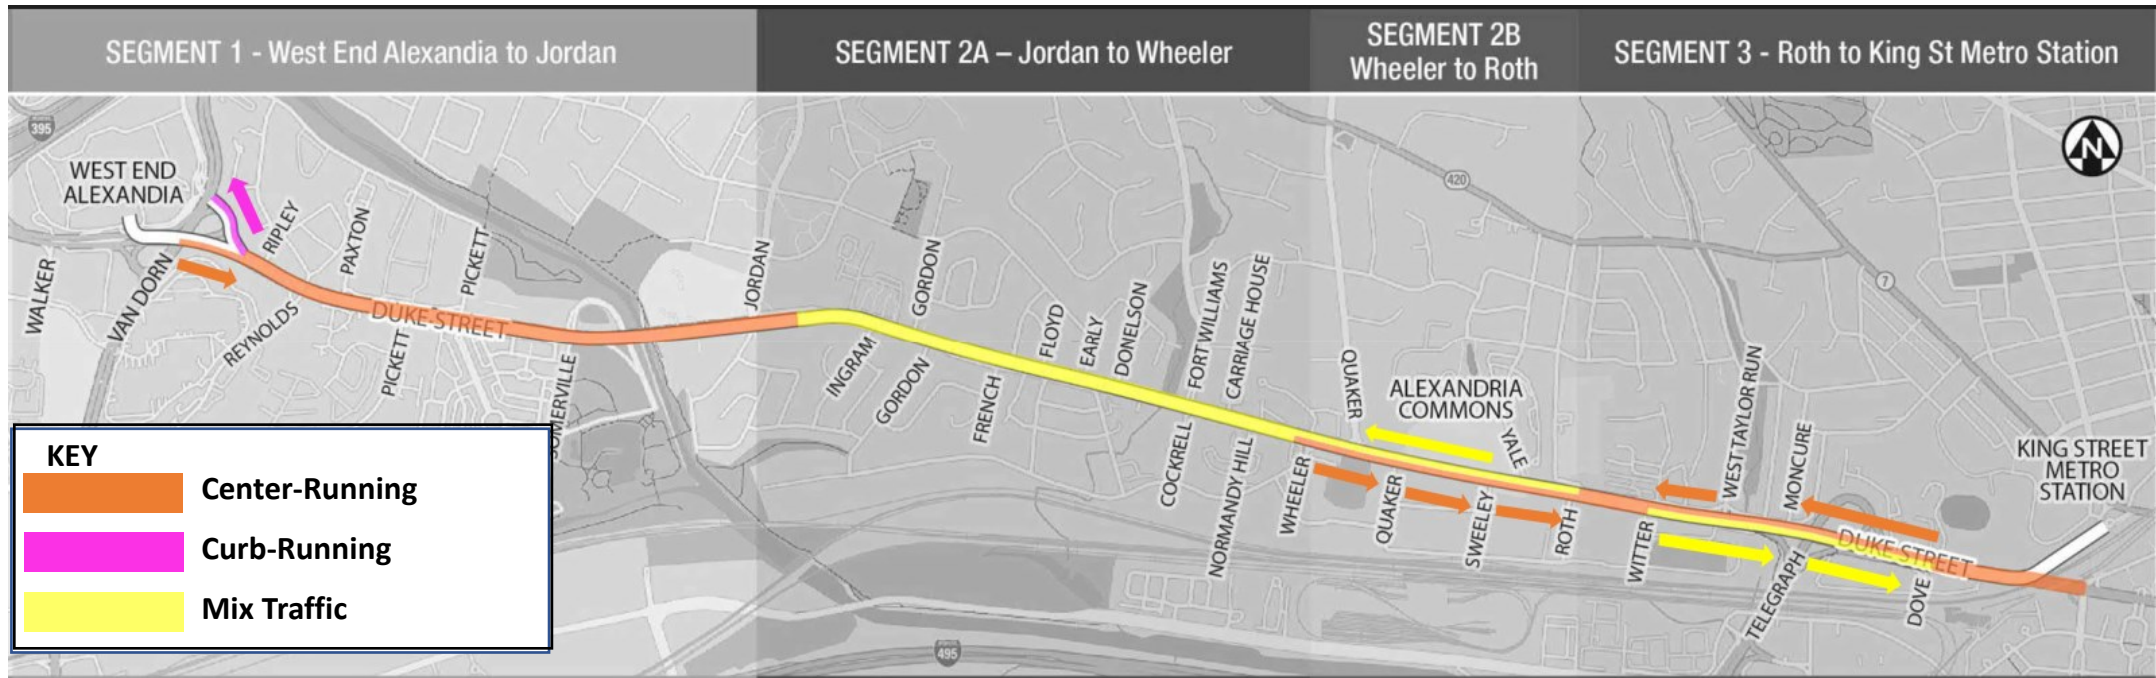 SEGMENT 1 - West End Alexandia to Jordan
SEGMENT 2A – Jordan to Wheeler
SEGMENT 2B
Wheeler to Roth
SEGMENT 3 - Roth to King St Metro Station
395
WEST END
ALEXANDIA
WALKER
VAN DORN
RIPLEY
REYNOLDS
PAXTON
PICKETT
PICKETT
DUKE STREET
SOMERVILLE
JORDAN
INGRAM
GORDON
GORDON
FRENCH
FLOYD
EARLY
DONELSON
COCKRELL
FORT WILLIAMS
CARRIAGE HOUSE
NORMANDY HILL
WHEELER
QUAKER
QUAKER
ALEXANDRIA
COMMONS
YALE
SWEELEY
ROTH
WITTER
WEST TAYLOR RUN
MONCURE
TELEGRAPH
DUKE STREET
DOVE
KING STREET
METRO
STATION
420
7
495
N
KEY
Center-Running
Curb-Running
Mix Traffic